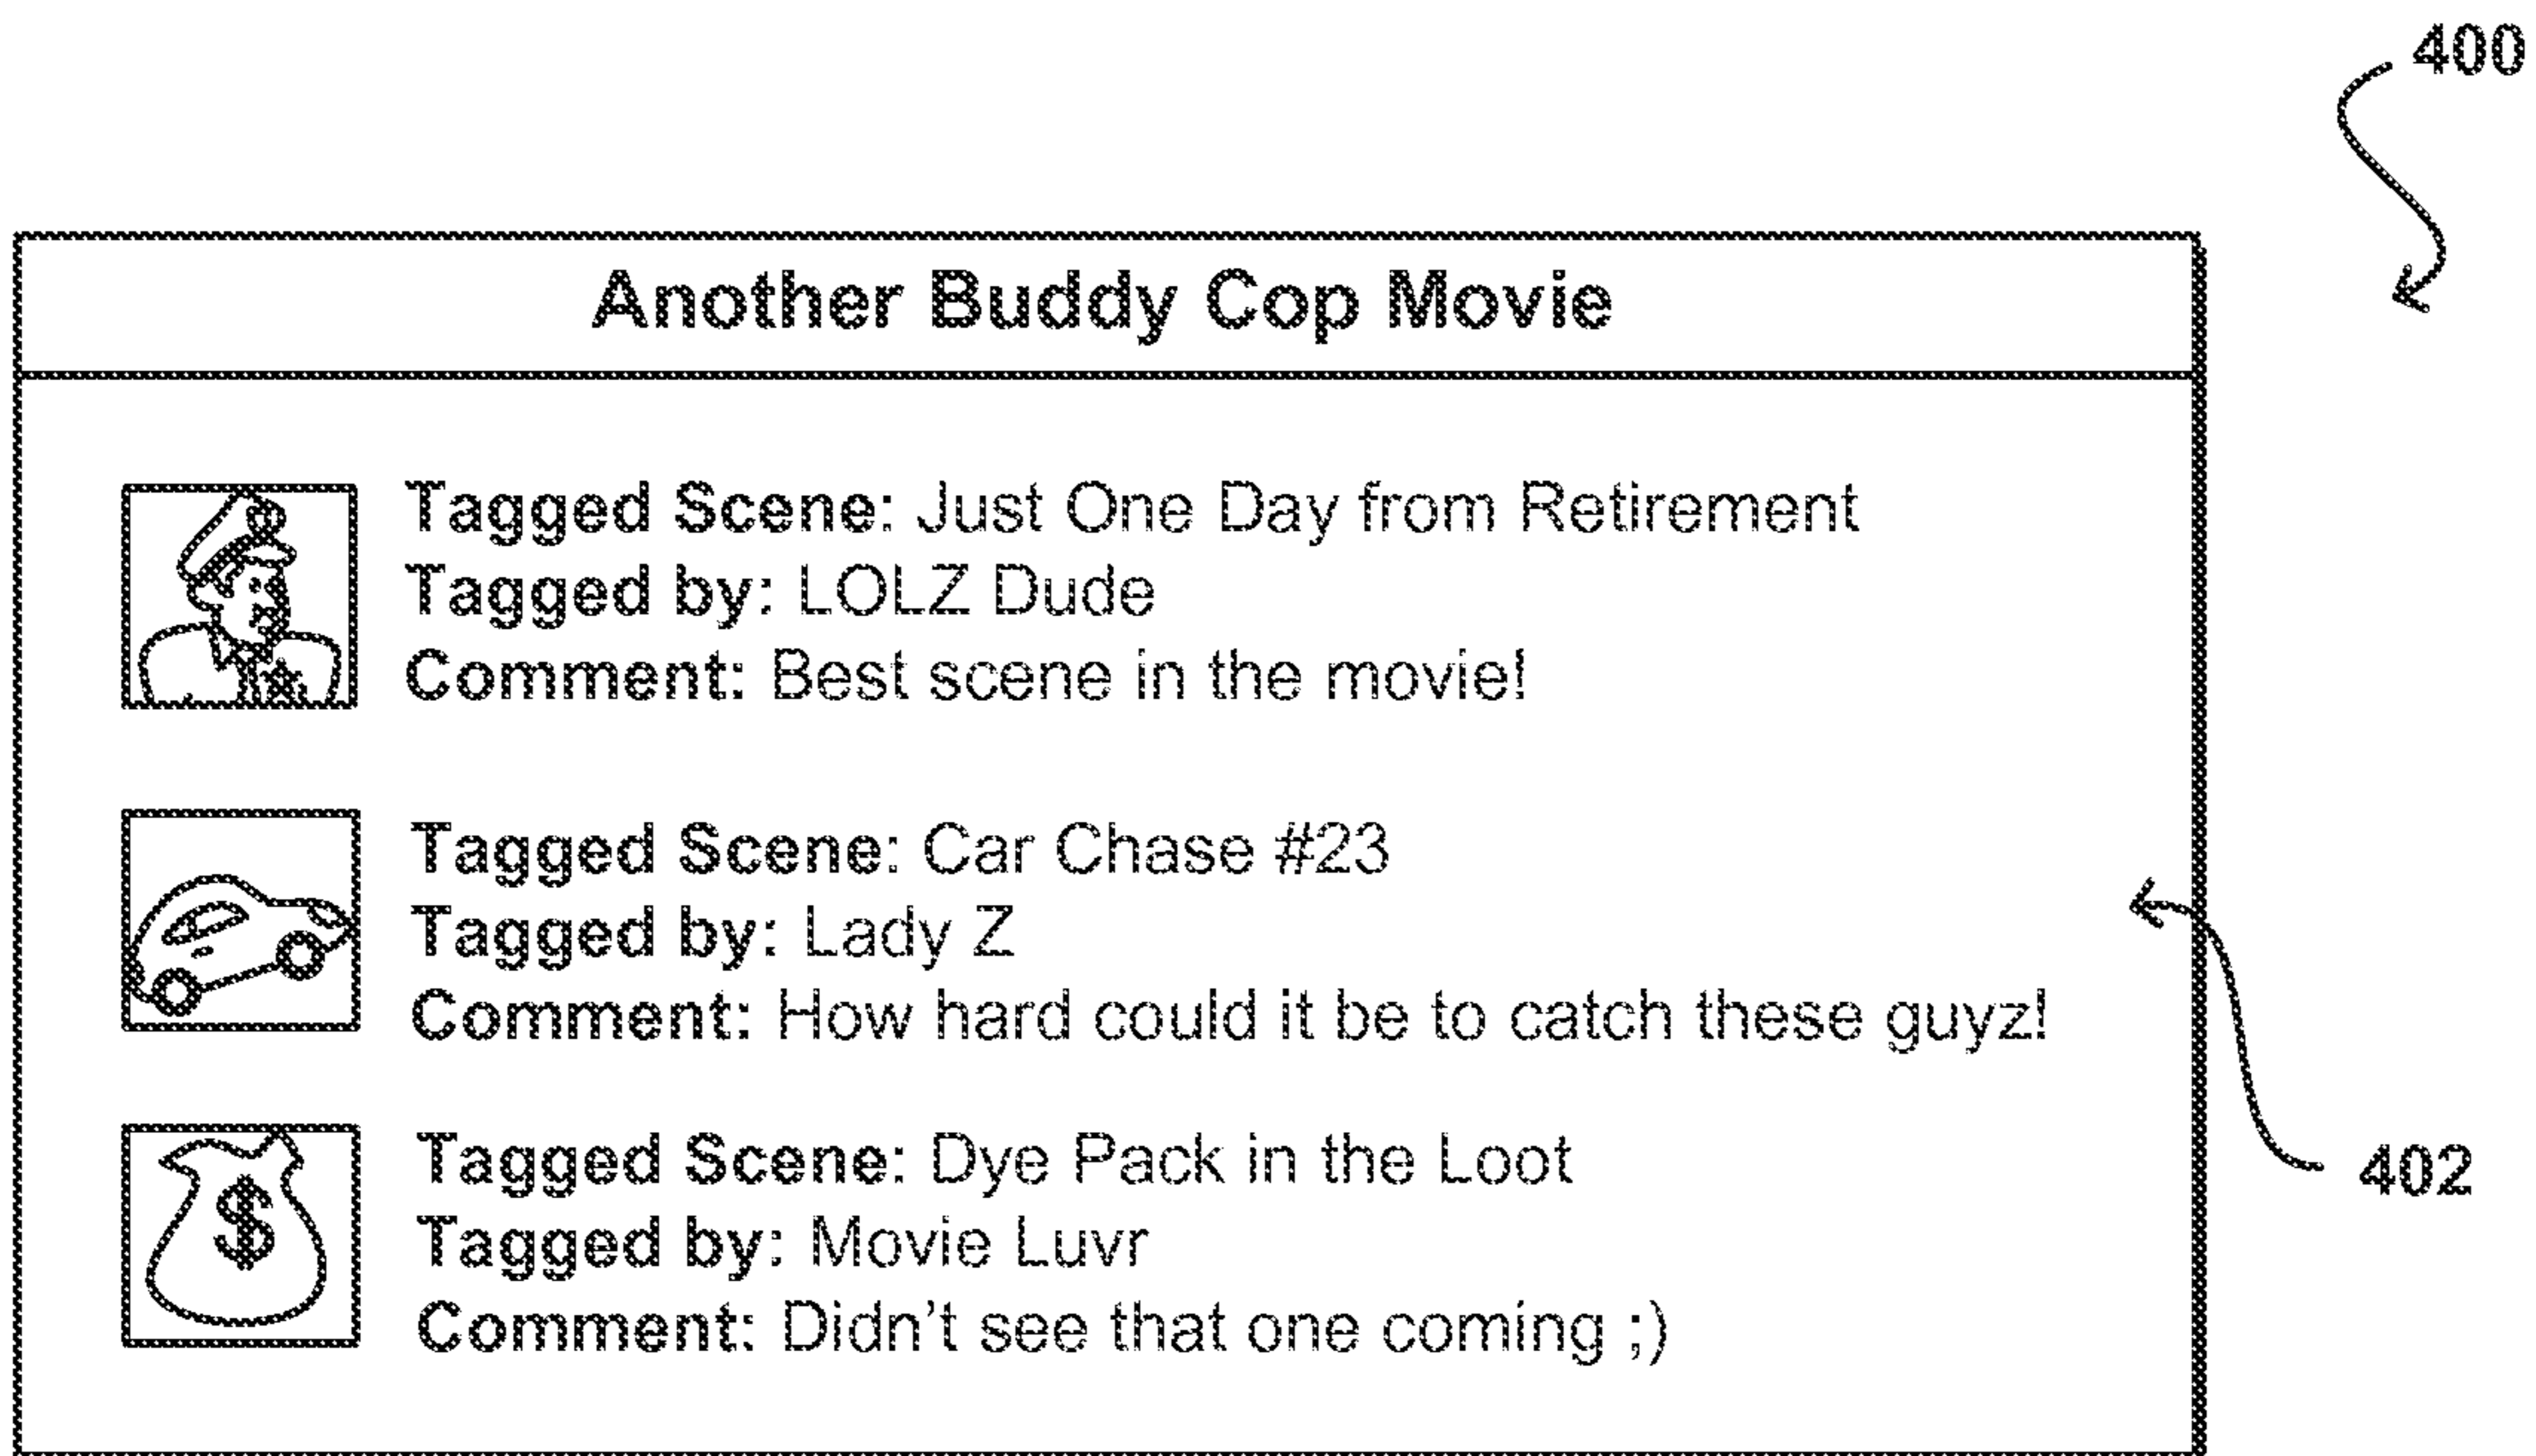 400
Another Buddy Cop Movie
Tagged Scene: Just One Day from Retirement
Tagged by: LOLZ Dude
Comment: Best scene in the movie!
Tagged Scene: Car Chase #23
Tagged by: Lady Z
Comment: How hard could it be to catch these guyz!
$
Tagged Scene: Dye Pack in the Loot
Tagged by: Movie Luvr
Comment: Didn't see that one coming ;)
402